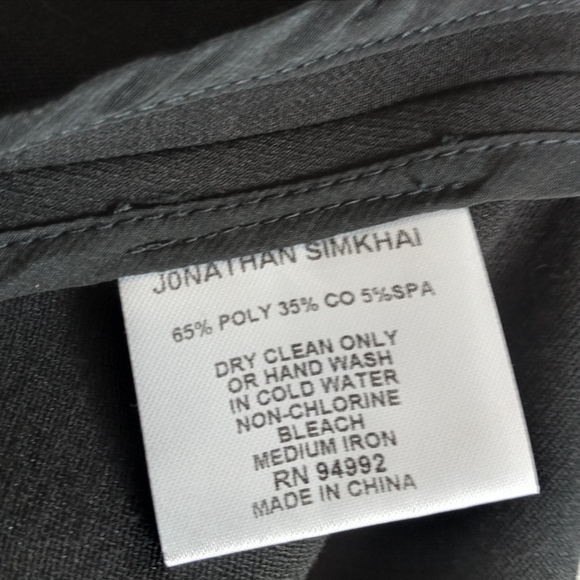 JONATHAN SIMKHAI
65% POLY 35% CO 5%SPA
DRY CLEAN ONLY
OR HAND WASH
IN COLD WATER
NON-CHLORINE
BLEACH
MEDIUM IRON
RN 94992
MADE IN CHINA